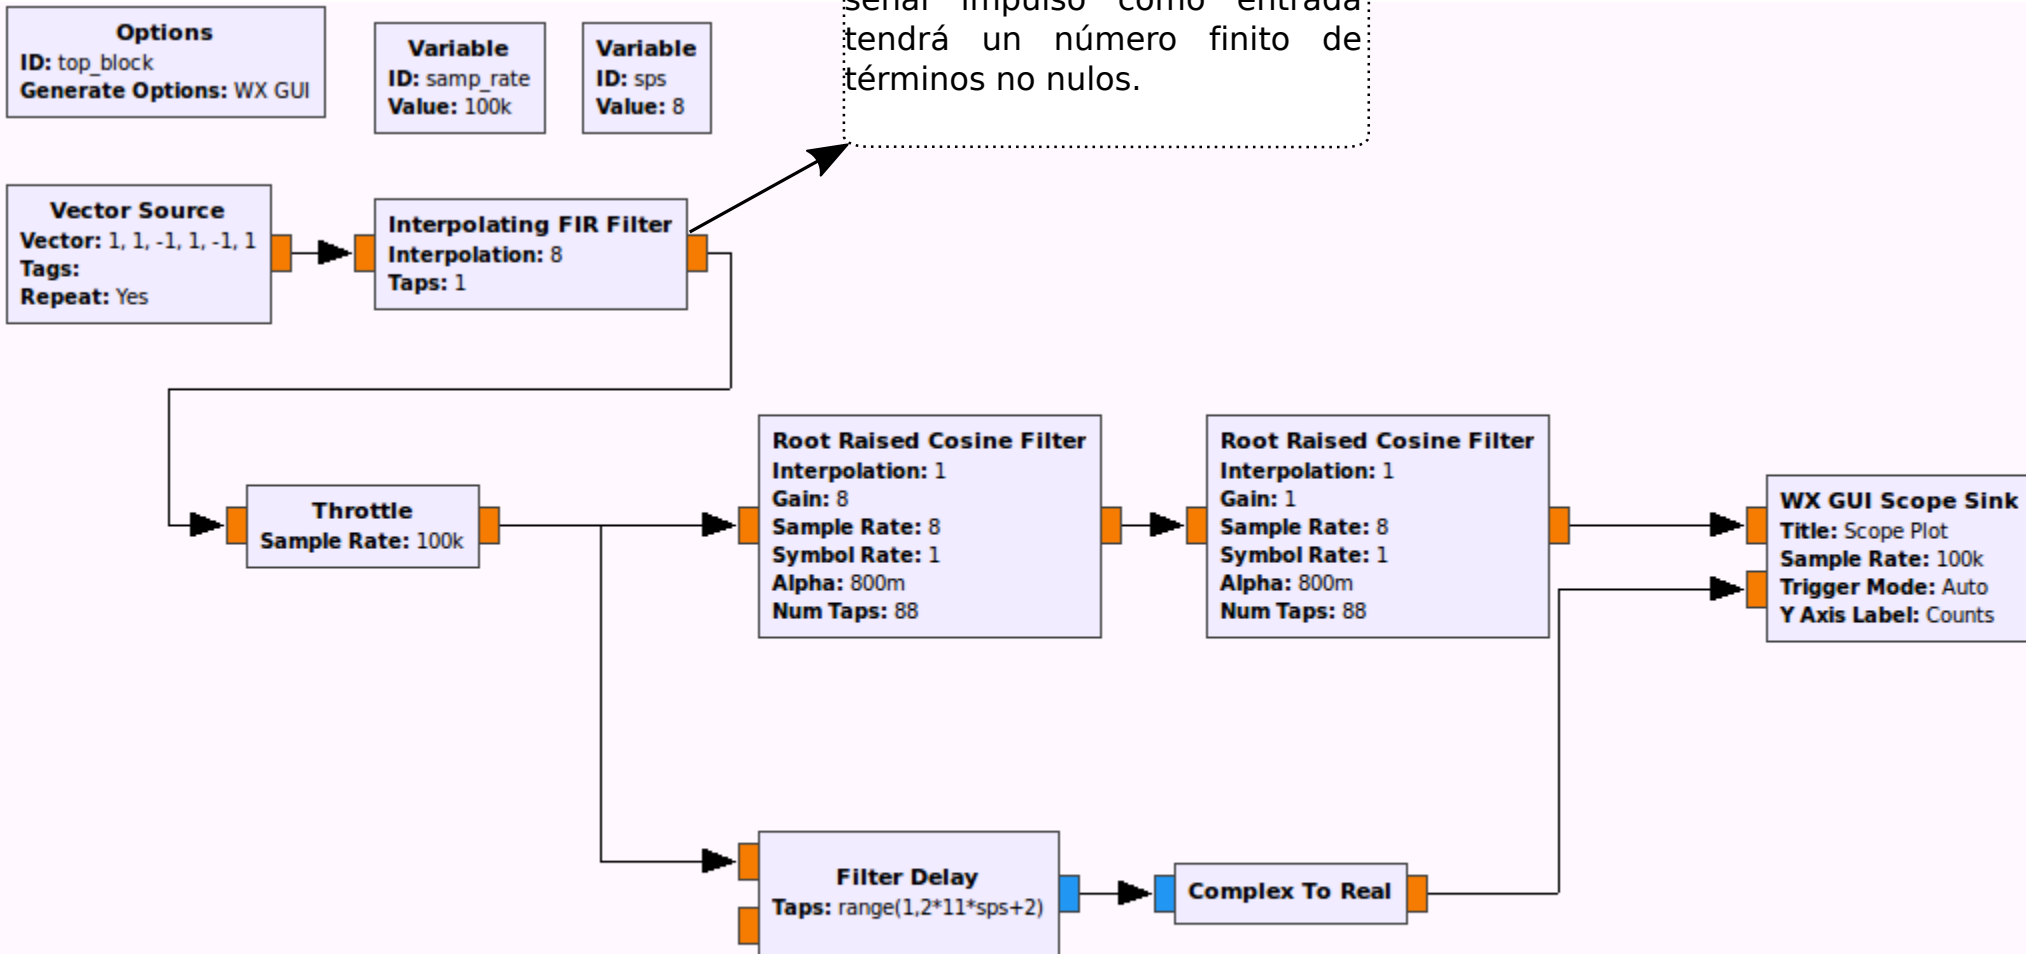 señal impulso como entrada
tendrá un número finito de
términos no nulos.
Options
ID: top_block
Generate Options: WX GUI
Variable
ID: samp_rate
Value: 100k
Variable
ID: sps
Value: 8
Vector Source
Vector: 1, 1, -1, 1, -1, 1
Tags:
Repeat: Yes
Interpolating FIR Filter
Interpolation: 8
Taps: 1
Throttle
Sample Rate: 100k
Root Raised Cosine Filter
Interpolation: 1
Gain: 8
Sample Rate: 8
Symbol Rate: 1
Alpha: 800m
Num Taps: 88
Root Raised Cosine Filter
Interpolation: 1
Gain: 1
Sample Rate: 8
Symbol Rate: 1
Alpha: 800m
Num Taps: 88
WX GUI Scope Sink
Title: Scope Plot
Sample Rate: 100k
Trigger Mode: Auto
Y Axis Label: Counts
Filter Delay
Taps: range(1,2*11*sps+2)
Complex To Real